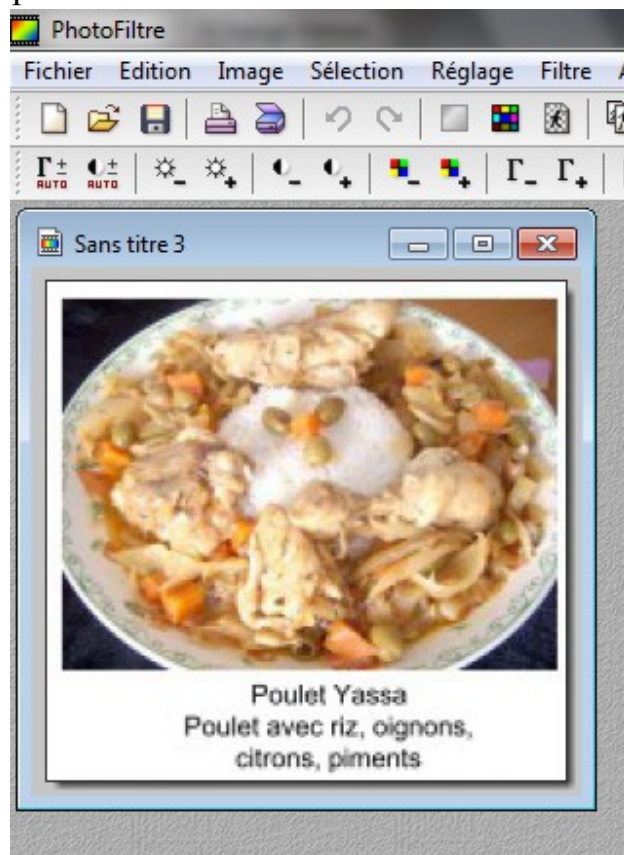 PhotoFiltre
Fichier Edition Image Sélection Réglage Filtre
AUTO AUTO
Sans titre 3
Poulet Yassa
Poulet avec riz, oignons,
citrons, piments